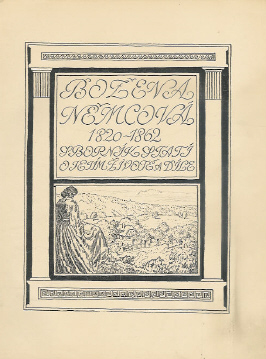 BOŽENA
NĚMCOVÁ
1820-1862
SBORNÍK STATÍ
O JEJÍM ŽIVOTĚ A DÍLE